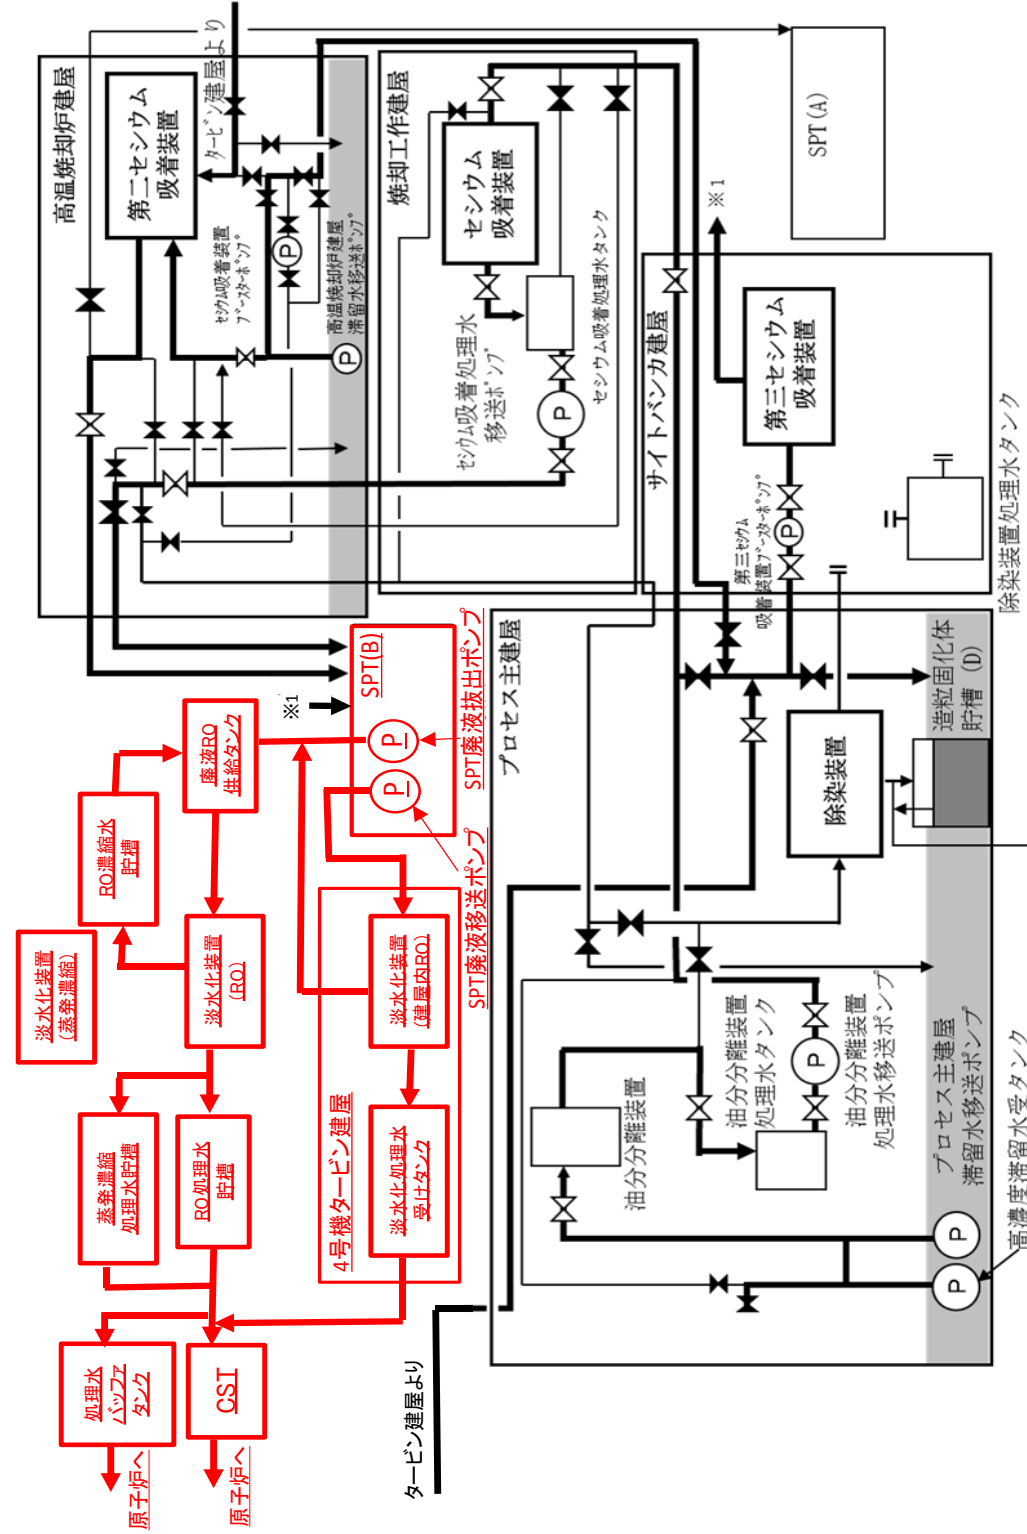 高温焼却炉建屋
第二セシウム
吸着装置
タービン建屋より
セシウム吸着装置
ブースターポンプ
高温焼却炉建屋
滞留水移送ポンプ
P
P
焼却工作建屋
セシウム
吸着装置
セシウム吸着処理水
移送ポンプ
セシウム吸着処理水タンク
P
SPT(A)
サイトバンカ建屋
第三セシウム
吸着装置
※1
第三セシウム
吸着装置ブースターポンプ
P
除染装置処理水タンク
プロセス主建屋
除染装置
造粒固化体
貯槽(D)
油分分離装置
油分分離装置
処理水タンク
油分分離装置
処理水移送ポンプ
P
プロセス主建屋
滞留水移送ポンプ
P
P
高濃度滞留水受タンク
タービン建屋より
※1
SPT(B)
P
P
SPT廃液抜出ポンプ
SPT廃液移送ポンプ
廃液RO
供給タンク
RO濃縮水
貯槽
淡水化装置
(RO)
淡水化装置
(蒸発濃縮)
蒸発濃縮
処理水貯槽
RO処理水
貯槽
4号機タービン建屋
淡水化装置
(建屋内RO)
淡水化処理水
受けタンク
処理水
バッファ
タンク
CST
原子炉へ
原子炉へ